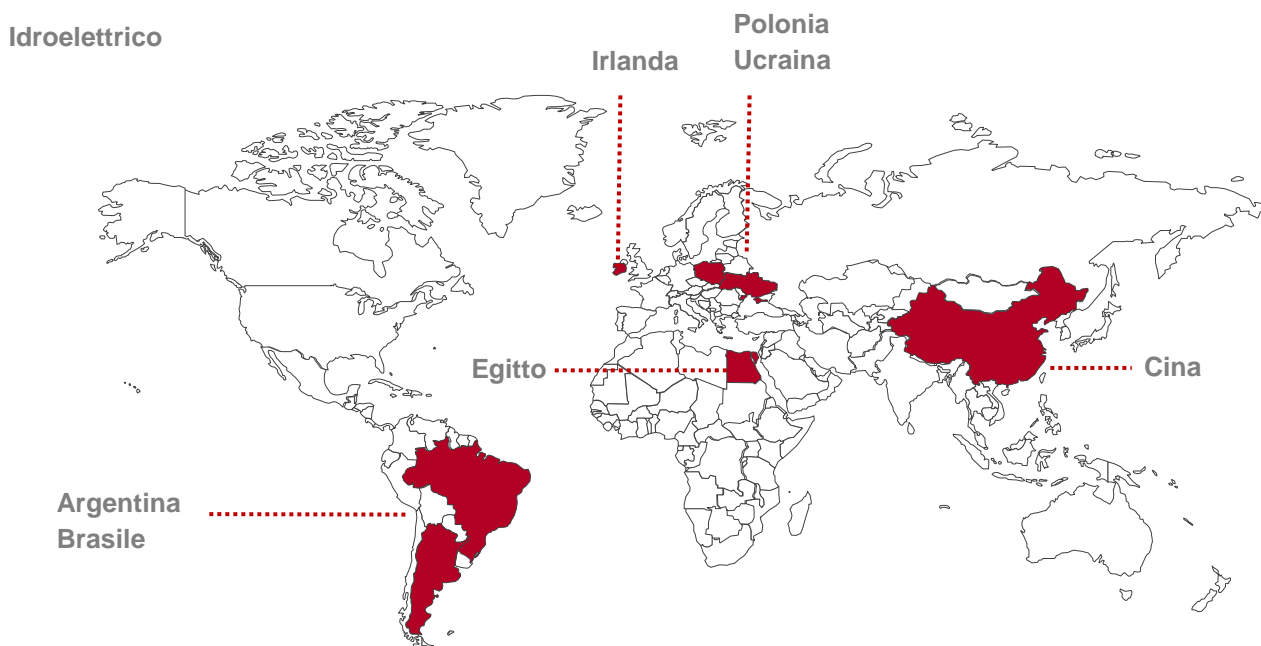 Idroelettrico
Irlanda
Polonia
Ucraina
Egitto
Cina
Argentina
Brasile